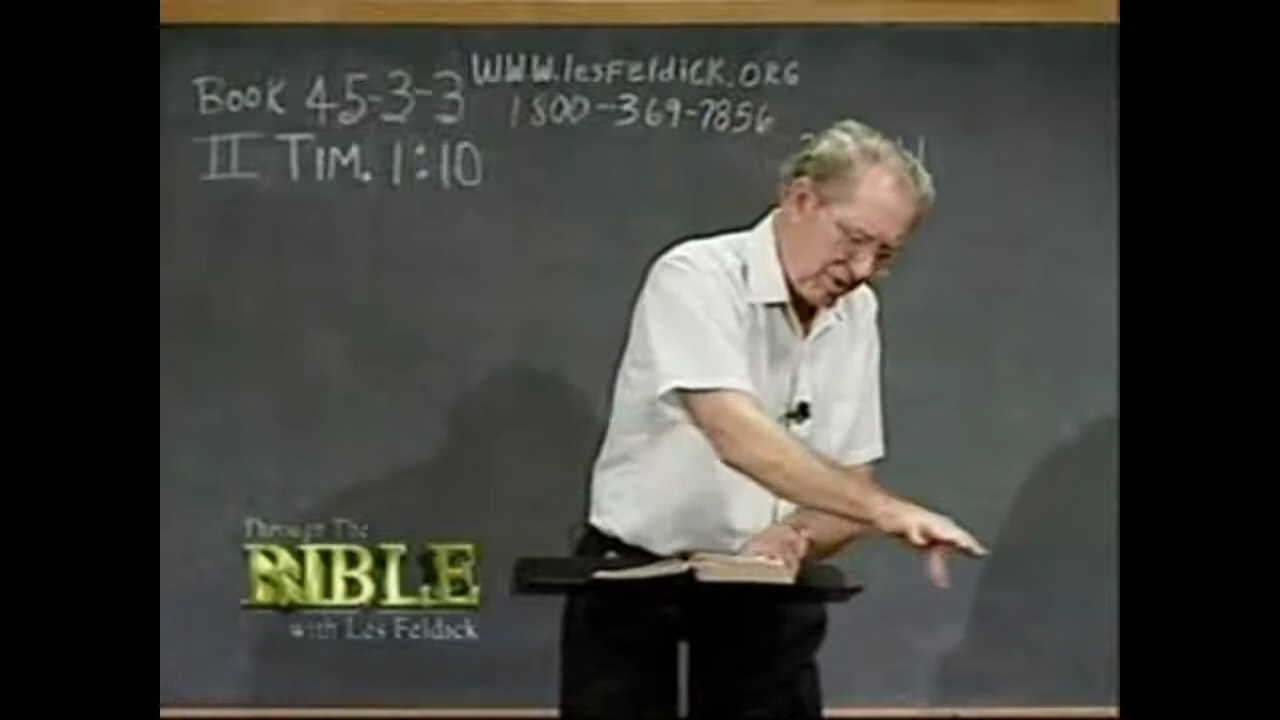 Book 45-3-3
II TIM. 1:10
WWW.lesFeldick.ORG
1800-369-7856
Through The
BIBLE
with Les Feldick